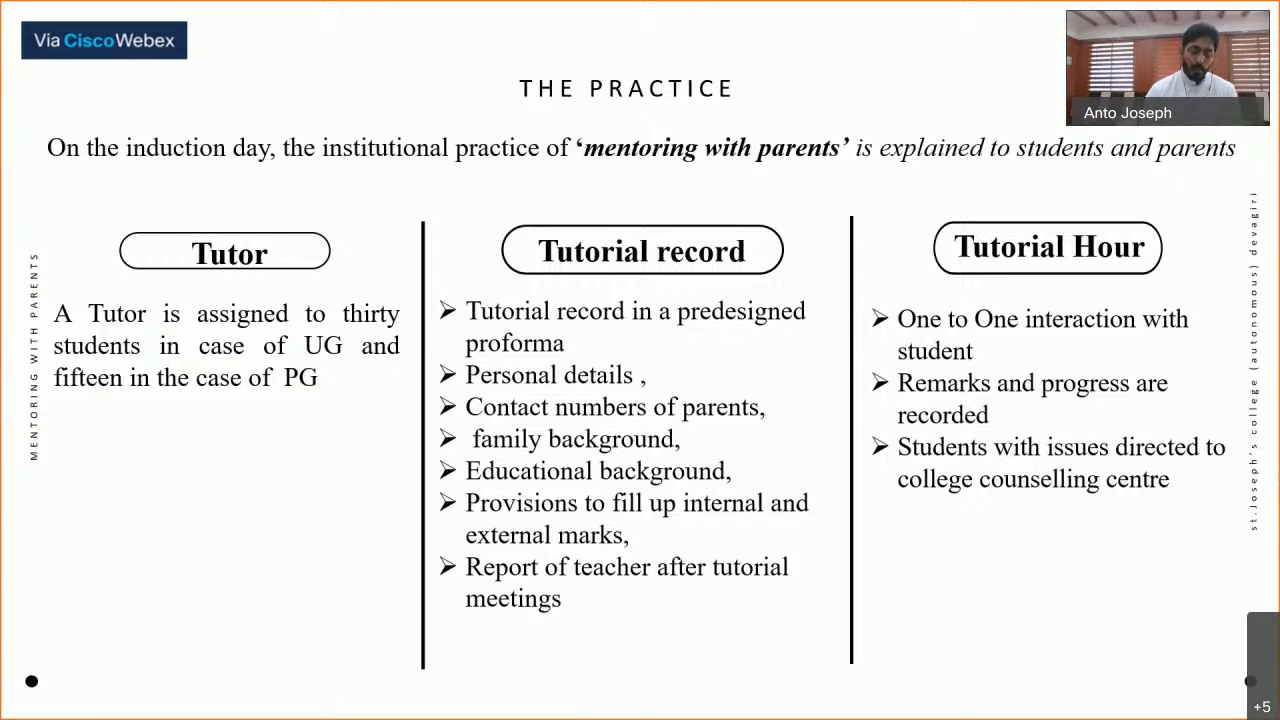 Via CiscoWebex
THE PRACTICE
Anto Joseph
On the induction day, the institutional practice of ‘mentoring with parents’ is explained to students and parents
MENTORING WITH PARENTS
Tutor
A Tutor is assigned to thirty
students in case of UG and
fifteen in the case of PG
Tutorial record
➢ Tutorial record in a predesigned
proforma
➢ Personal details ,
➢ Contact numbers of parents,
➢ family background,
➢ Educational background,
➢ Provisions to fill up internal and
external marks,
➢ Report of teacher after tutorial
meetings
Tutorial Hour
➢ One to One interaction with
student
➢ Remarks and progress are
recorded
➢ Students with issues directed to
college counselling centre
st.Joseph's college (autonomous) devagiri
+5